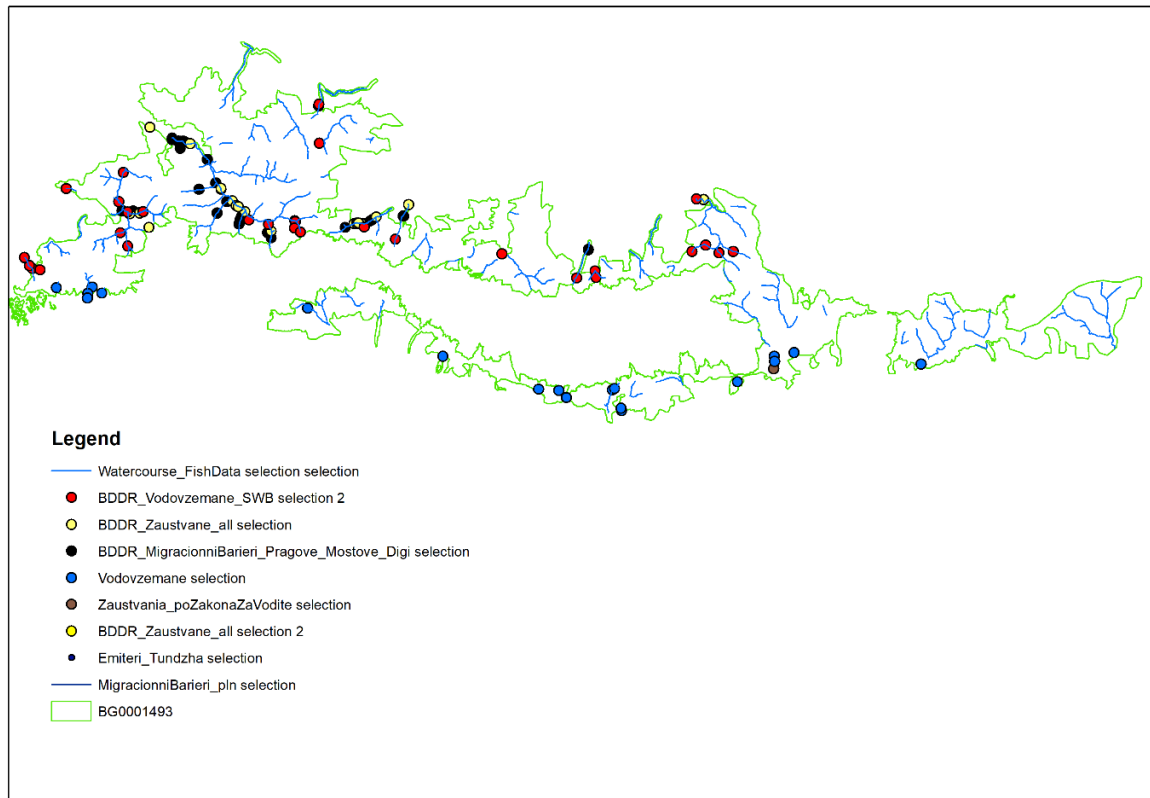 Legend
Watercourse_FishData selection selection
BDDR_Vodovzemane_SWB selection 2
BDDR_Zaustvane_all selection
BDDR_MigracionniBarieri_Pragove_Mostove_Digi selection
Vodovzemane selection
Zaustvania_poZakonaZaVodite selection
BDDR_Zaustvane_all selection 2
Emiteri_Tundzha selection
MigracionniBarieri_pln selection
BG0001493